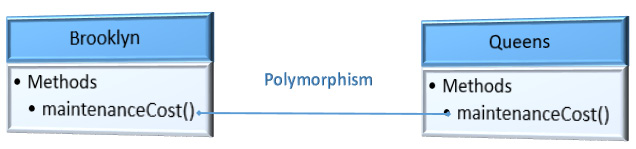 Brooklyn
• Methods
• maintenanceCost()
Polymorphism
Queens
• Methods
• maintenanceCost()